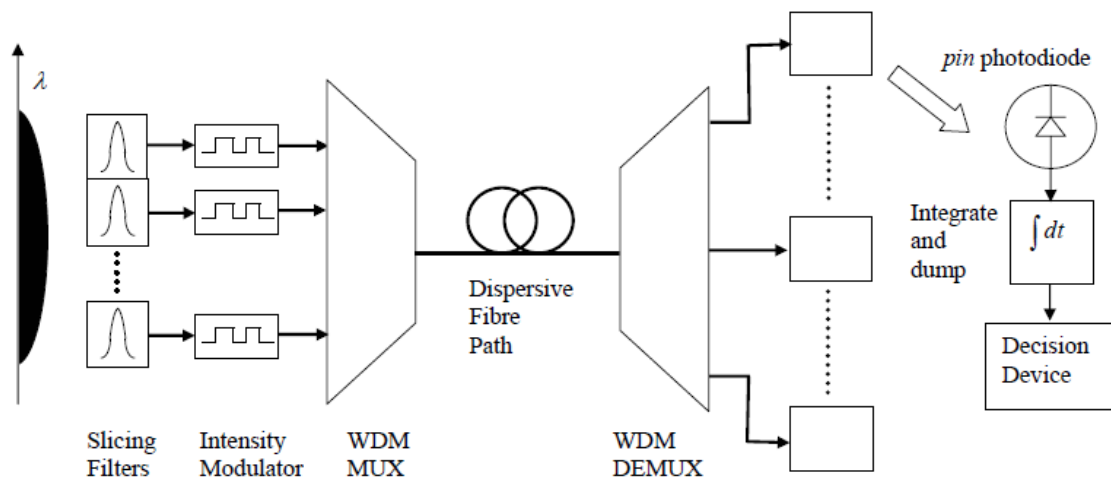 λ
pin photodiode
Integrate
and
dump
∫ dt
Dispersive
Fibre
Path
Decision
Device
Slicing
Filters
Intensity
Modulator
WDM
MUX
WDM
DEMUX